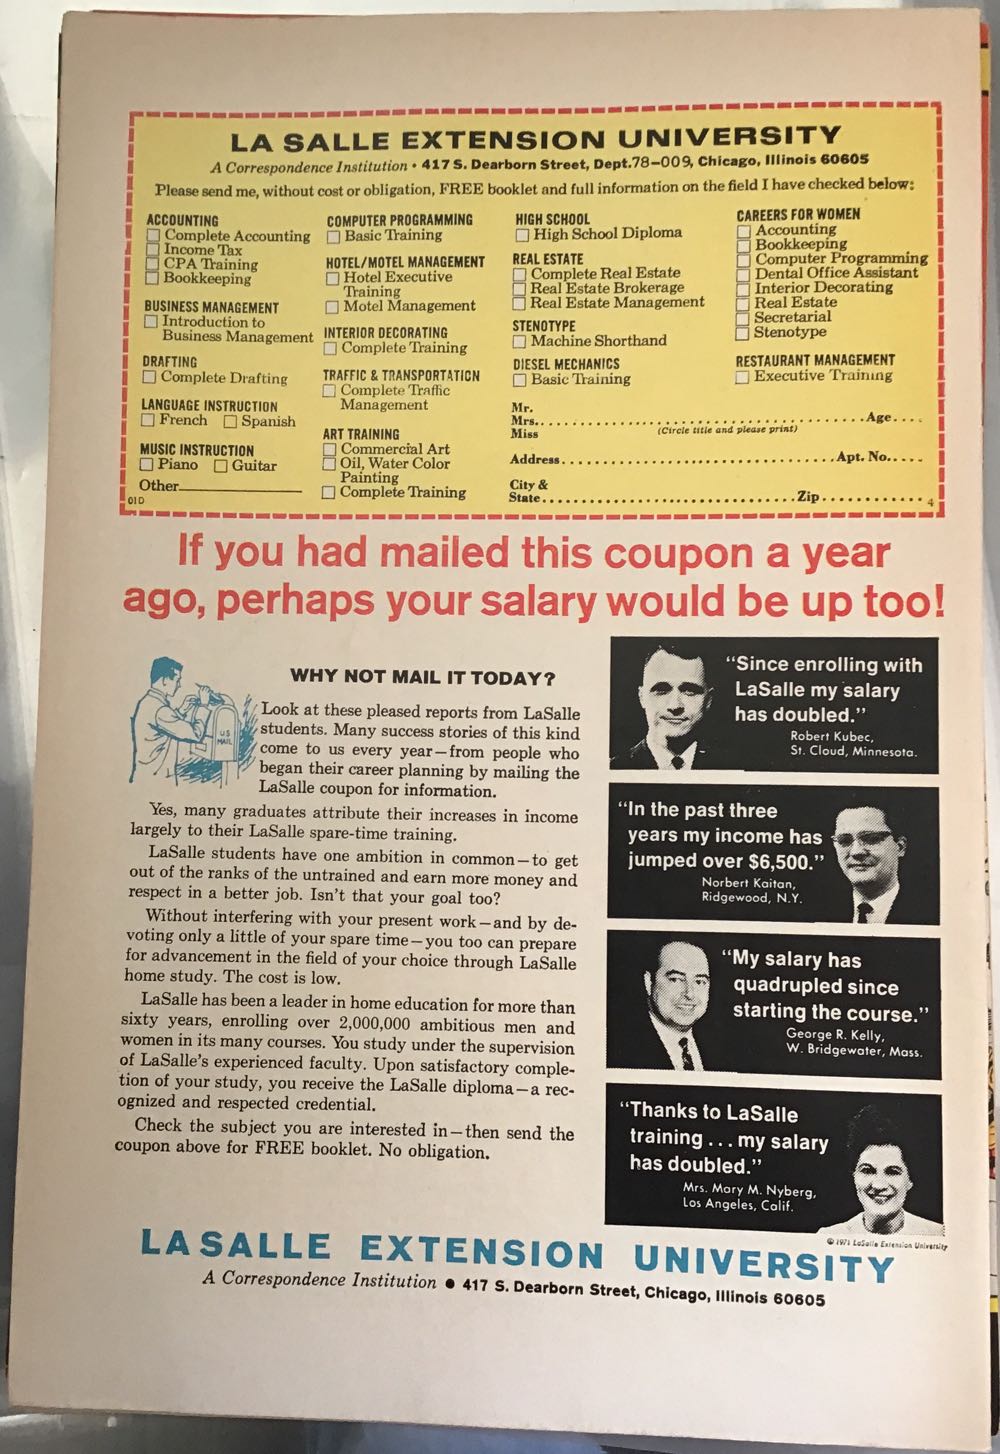 LA SALLE EXTENSION UNIVERSITY
A Correspondence Institution • 417 S. Dearborn Street, Dept.78-009, Chicago, Illinois 60605
Please send me, without cost or obligation, FREE booklet and full information on the field I have checked below:
ACCOUNTING
Complete Accounting
Income Tax
CPA Training
Bookkeeping
BUSINESS MANAGEMENT
Introduction to
Business Management
DRAFTING
Complete Drafting
LANGUAGE INSTRUCTION
French Spanish
MUSIC INSTRUCTION
Piano Guitar
Other
01D
COMPUTER PROGRAMMING
Basic Training
HOTEL/MOTEL MANAGEMENT
Hotel Executive
Training
Motel Management
INTERIOR DECORATING
Complete Training
TRAFFIC & TRANSPORTATION
Complete Traffic
Management
ART TRAINING
Commercial Art
Oil, Water Color
Painting
Complete Training
HIGH SCHOOL
High School Diploma
REAL ESTATE
Complete Real Estate
Real Estate Brokerage
Real Estate Management
STENOTYPE
Machine Shorthand
DIESEL MECHANICS
Basic Training
CAREERS FOR WOMEN
Accounting
Bookkeeping
Computer Programming
Dental Office Assistant
Interior Decorating
Real Estate
Secretarial
Stenotype
RESTAURANT MANAGEMENT
Executive Training
Mr.
Mrs. Age
Miss (Circle title and please print)
Address Apt. No.
City &
State Zip 4
If you had mailed this coupon a year
ago, perhaps your salary would be up too!
WHY NOT MAIL IT TODAY?
U S
MAIL
Look at these pleased reports from LaSalle
students. Many success stories of this kind
come to us every year—from people who
began their career planning by mailing the
LaSalle coupon for information.
Yes, many graduates attribute their increases in income
largely to their LaSalle spare-time training.
LaSalle students have one ambition in common—to get
out of the ranks of the untrained and earn more money and
respect in a better job. Isn't that your goal too?
Without interfering with your present work—and by de-
voting only a little of your spare time—you too can prepare
for advancement in the field of your choice through LaSalle
home study. The cost is low.
LaSalle has been a leader in home education for more than
sixty years, enrolling over 2,000,000 ambitious men and
women in its many courses. You study under the supervision
of LaSalle's experienced faculty. Upon satisfactory comple-
tion of your study, you receive the LaSalle diploma—a rec-
ognized and respected credential.
Check the subject you are interested in—then send the
coupon above for FREE booklet. No obligation.
"Since enrolling with
LaSalle my salary
has doubled."
Robert Kubec,
St. Cloud, Minnesota.
"In the past three
years my income has
jumped over $6,500."
Norbert Kaitan,
Ridgewood, N.Y.
"My salary has
quadrupled since
starting the course."
George R. Kelly,
W. Bridgewater, Mass.
"Thanks to LaSalle
training ... my salary
has doubled."
Mrs. Mary M. Nyberg,
Los Angeles, Calif.
© 1971 LaSalle Extension University
LA SALLE EXTENSION UNIVERSITY
A Correspondence Institution • 417 S. Dearborn Street, Chicago, Illinois 60605